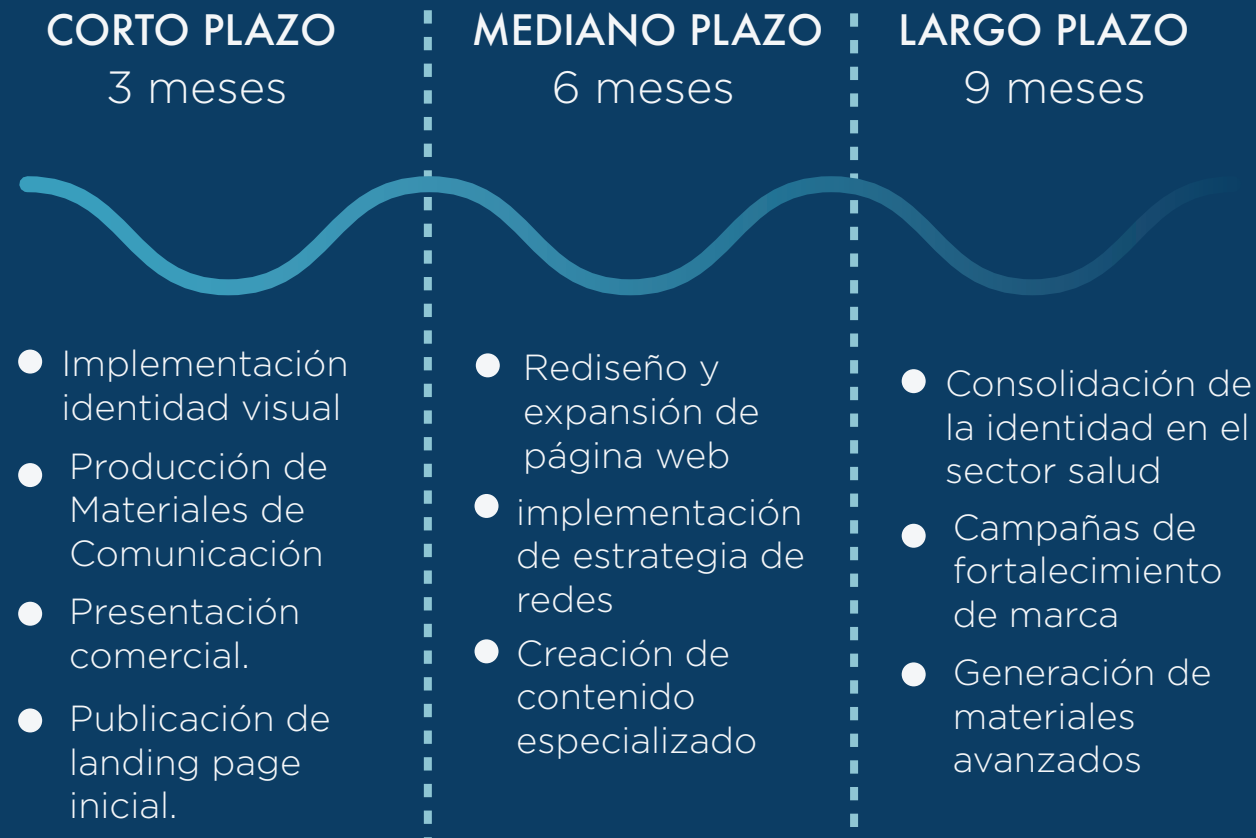 CORTO PLAZO
3 meses
Implementación
identidad visual
Producción de
Materiales de
Comunicación
Presentación
comercial.
Publicación de
landing page
inicial.
MEDIANO PLAZO
6 meses
Rediseño y
expansión de
página web
implementación
de estrategia de
redes
Creación de
contenido
especializado
LARGO PLAZO
9 meses
Consolidación de
la identidad en el
sector salud
Campañas de
fortalecimiento
de marca
Generación de
materiales
avanzados